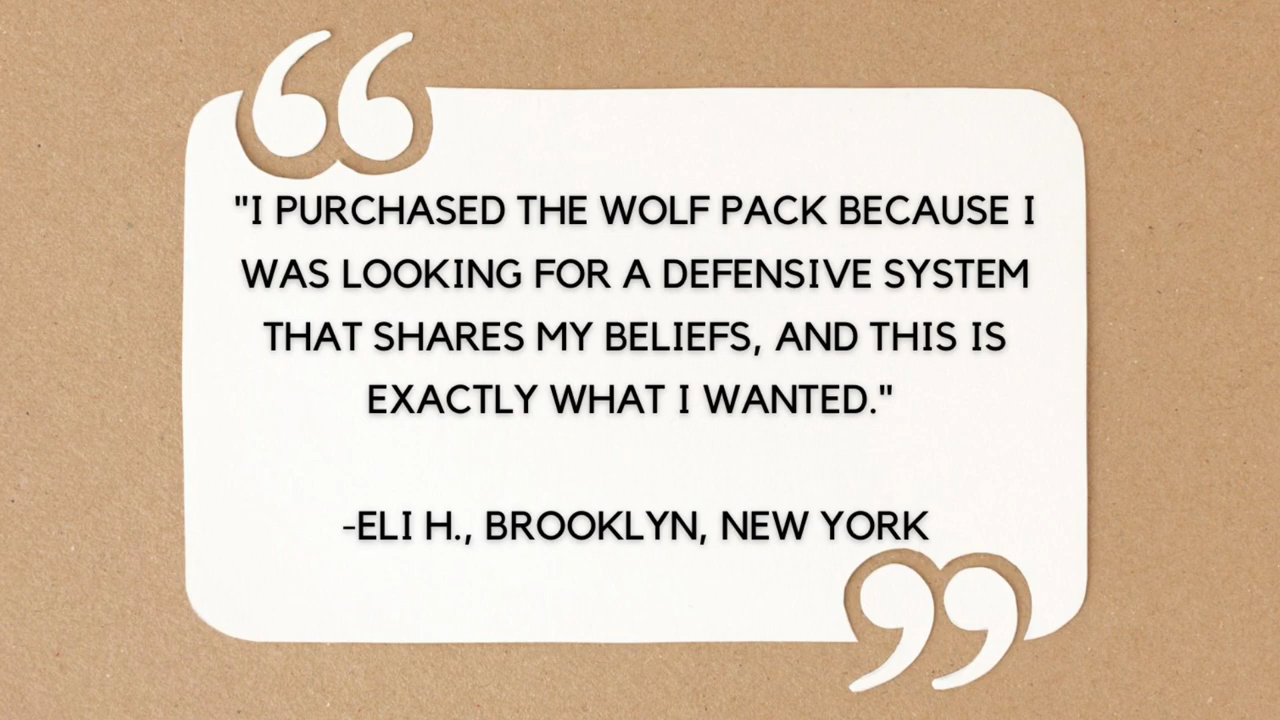 "I PURCHASED THE WOLF PACK BECAUSE I
WAS LOOKING FOR A DEFENSIVE SYSTEM
THAT SHARES MY BELIEFS, AND THIS IS
EXACTLY WHAT I WANTED."
-ELI H., BROOKLYN, NEW YORK